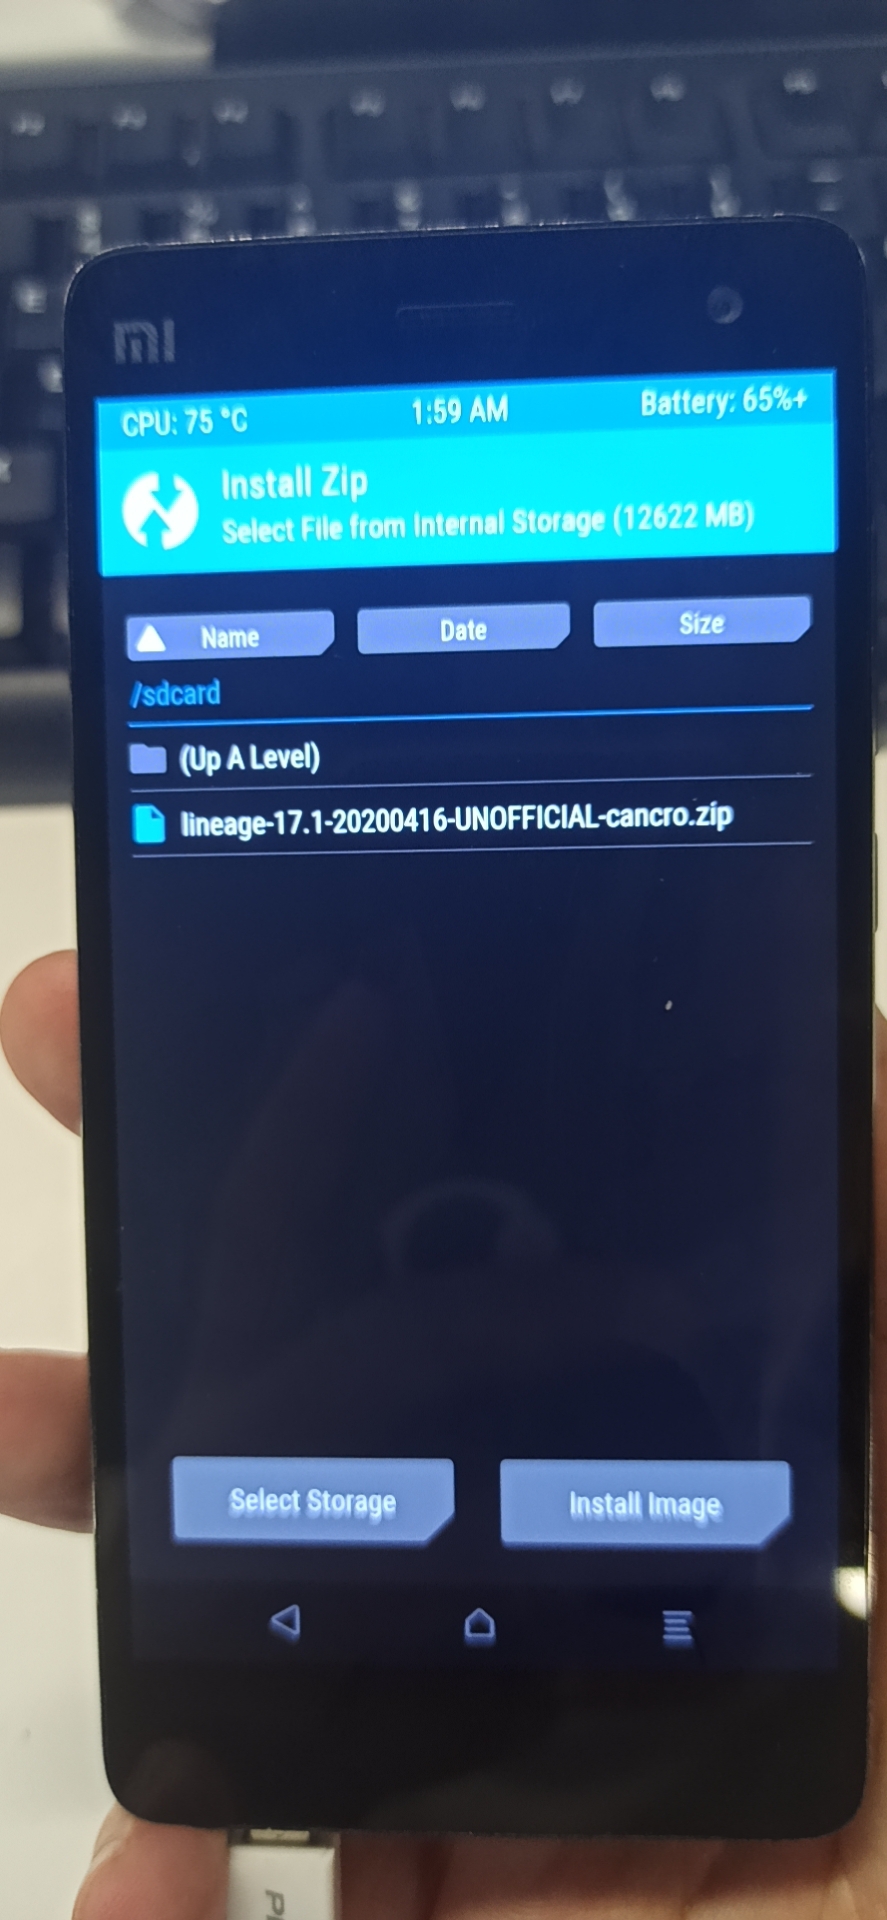 mi
CPU: 75 °C 1:59 AM Battery: 65%+
Install Zip
Select File from Internal Storage (12622 MB)
Name Date Size
/sdcard
(Up A Level)
lineage-17.1-20200416-UNOFFICIAL-cancro.zip
Select Storage Install Image